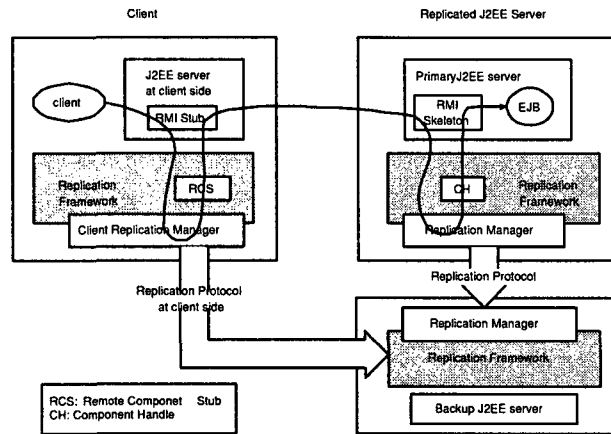 Client
Replicated J2EE Server
J2EE server
at client side
client
RMI Stub
PrimaryJ2EE server
RMI
Skeleton
EJB
Replication
Framework
RCS
Client Replication Manager
CH
Replication
Framework
Replication Manager
Replication Protocol
at client side
Replication Protocol
Replication Manager
Replication Framework
Backup J2EE server
RCS: Remote Componet Stub
CH: Component Handle